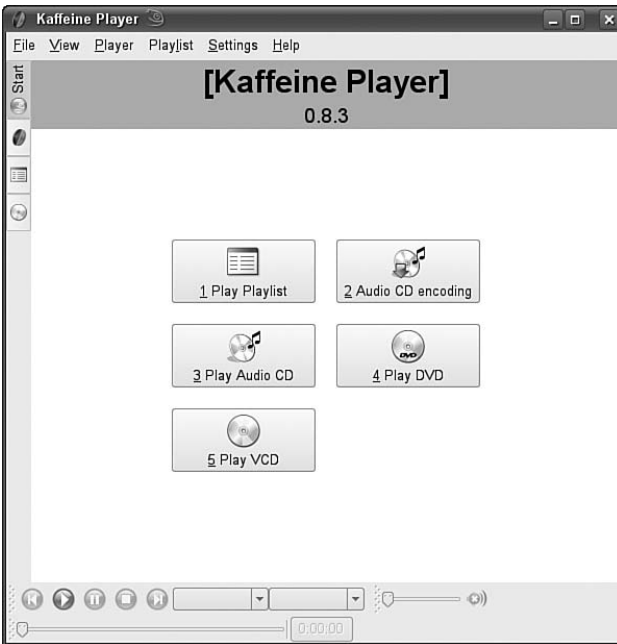 Kaffeine Player
File View Player Playlist Settings Help
Start
[Kaffeine Player]
0.8.3
1 Play Playlist
2 Audio CD encoding
3 Play Audio CD
DVD
4 Play DVD
5 Play VCD
0:00:00